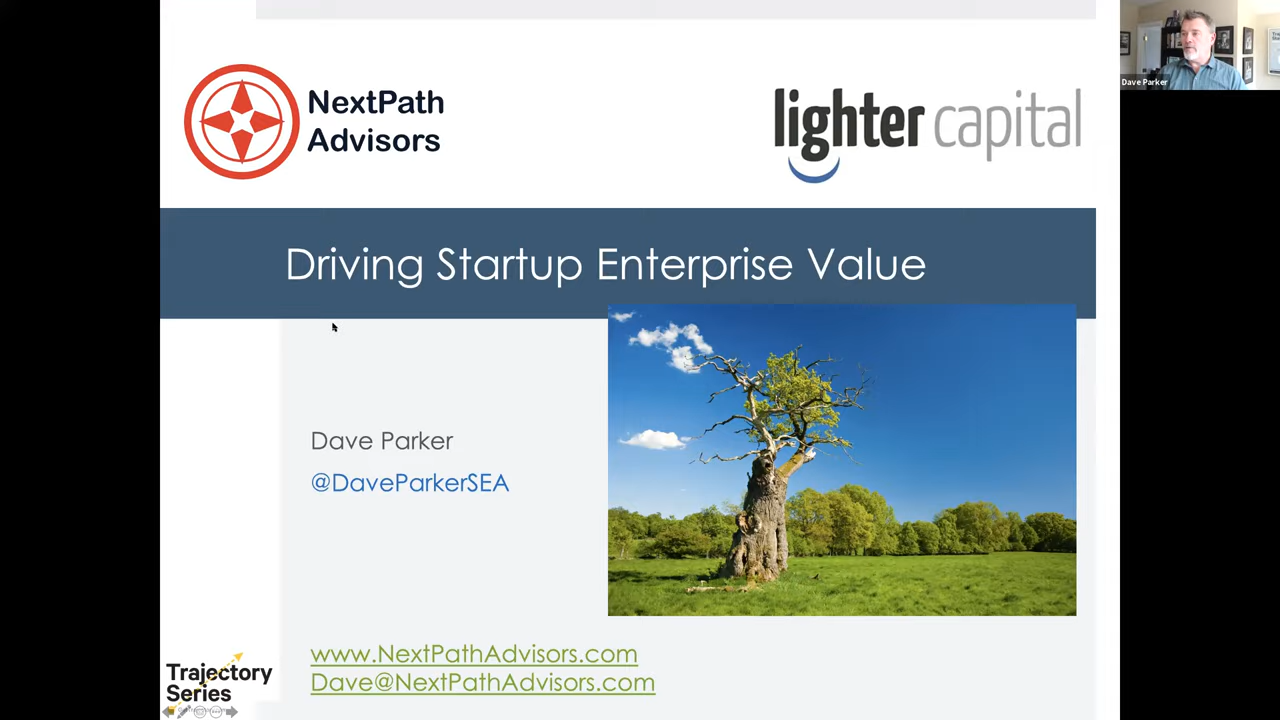 NextPath
Advisors
lighter capital
Dave Parker
Driving Startup Enterprise Value
Dave Parker
@DaveParkerSEA
www.NextPathAdvisors.com
Dave@NextPathAdvisors.com
Trajectory
Series